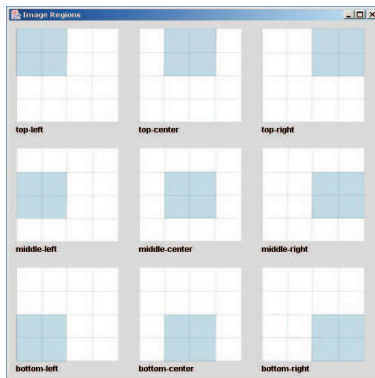 Image Regions
top-left top-center top-right
middle-left middle-center middle-right
bottom-left bottom-center bottom-right